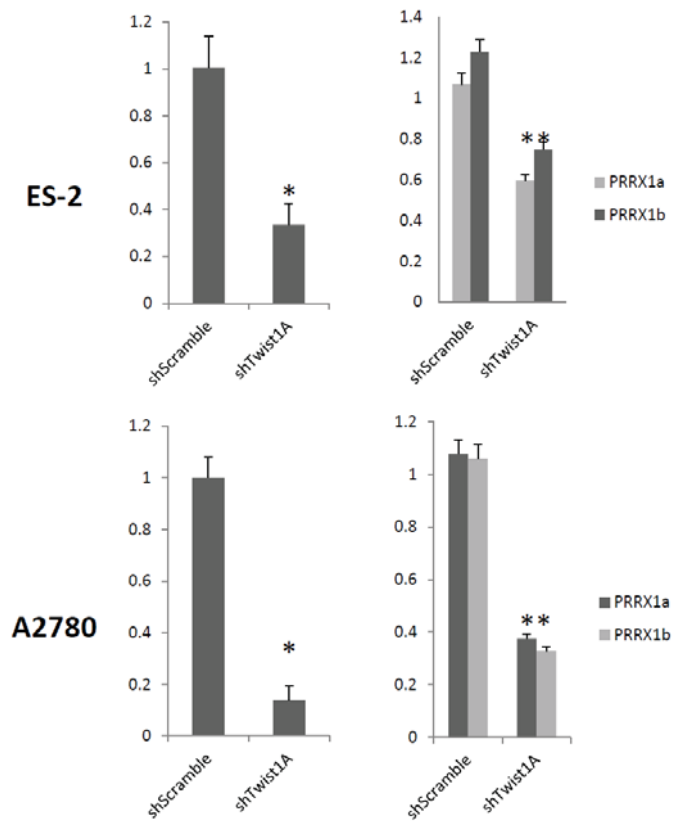 ES-2
1.2
1
0.8
0.6
0.4
0.2
0
*
shScramble
shTwist1A
1.4
1.2
1
0.8
0.6
0.4
0.2
0
**
shScramble
shTwist1A
PRRX1a
PRRX1b
A2780
1.2
1
0.8
0.6
0.4
0.2
0
*
shScramble
shTwist1A
1.2
1
0.8
0.6
0.4
0.2
0
**
shScramble
shTwist1A
PRRX1a
PRRX1b